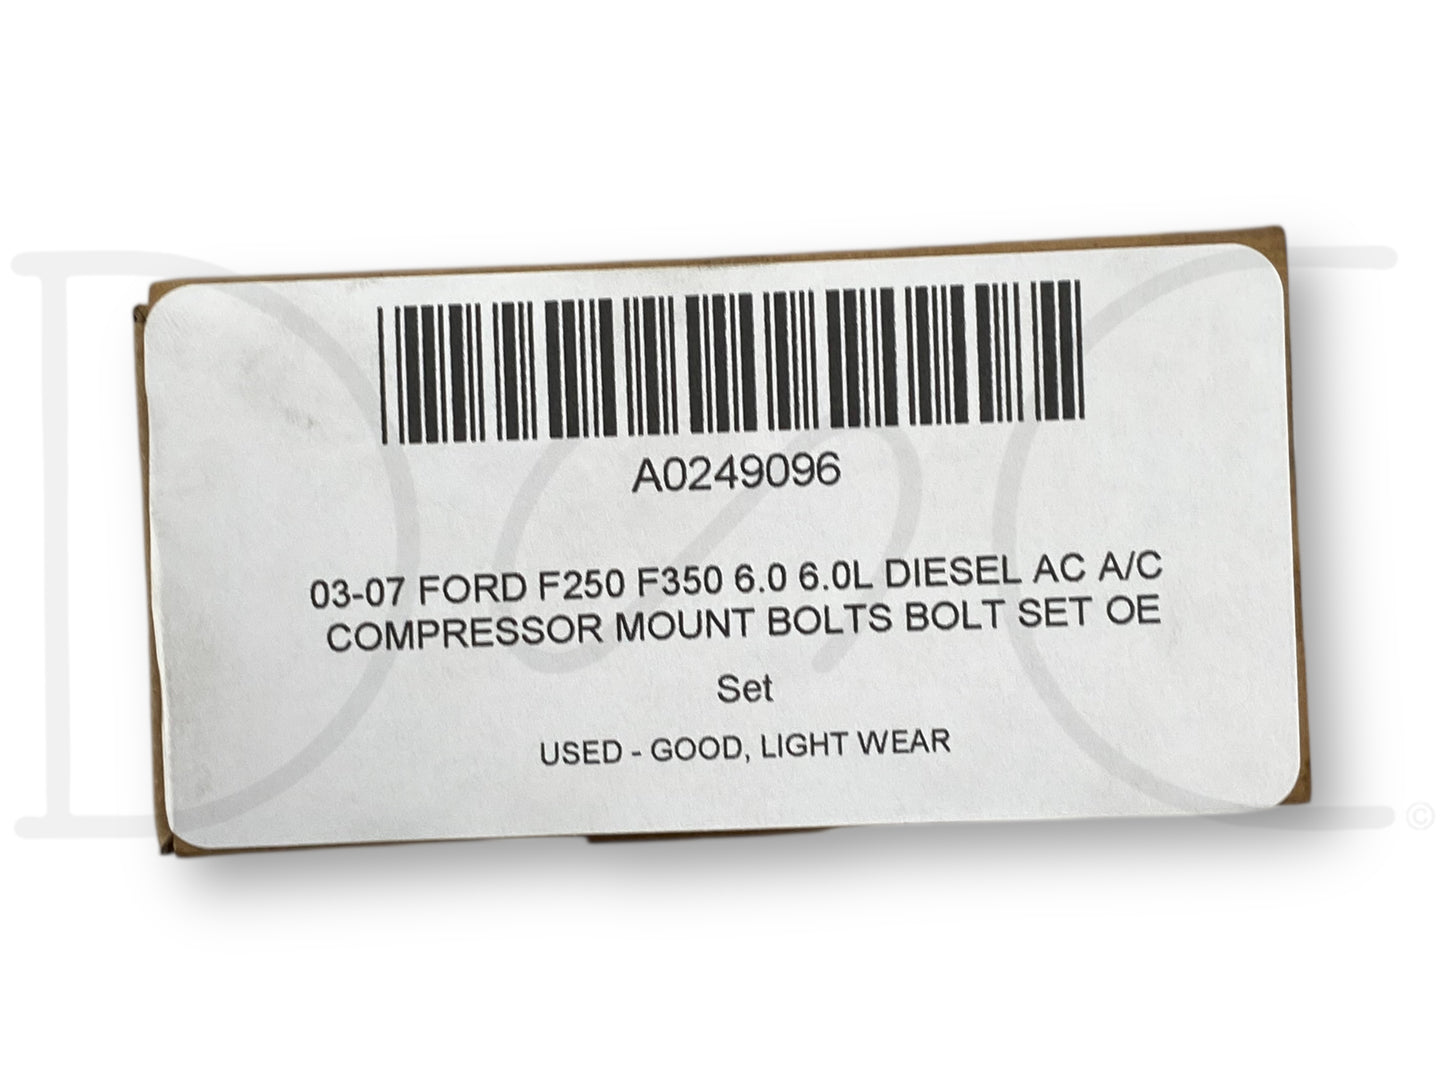 A0249096
03-07 FORD F250 F350 6.0 6.0L DIESEL AC A/C
COMPRESSOR MOUNT BOLTS BOLT SET OE
Set
USED - GOOD, LIGHT WEAR
©